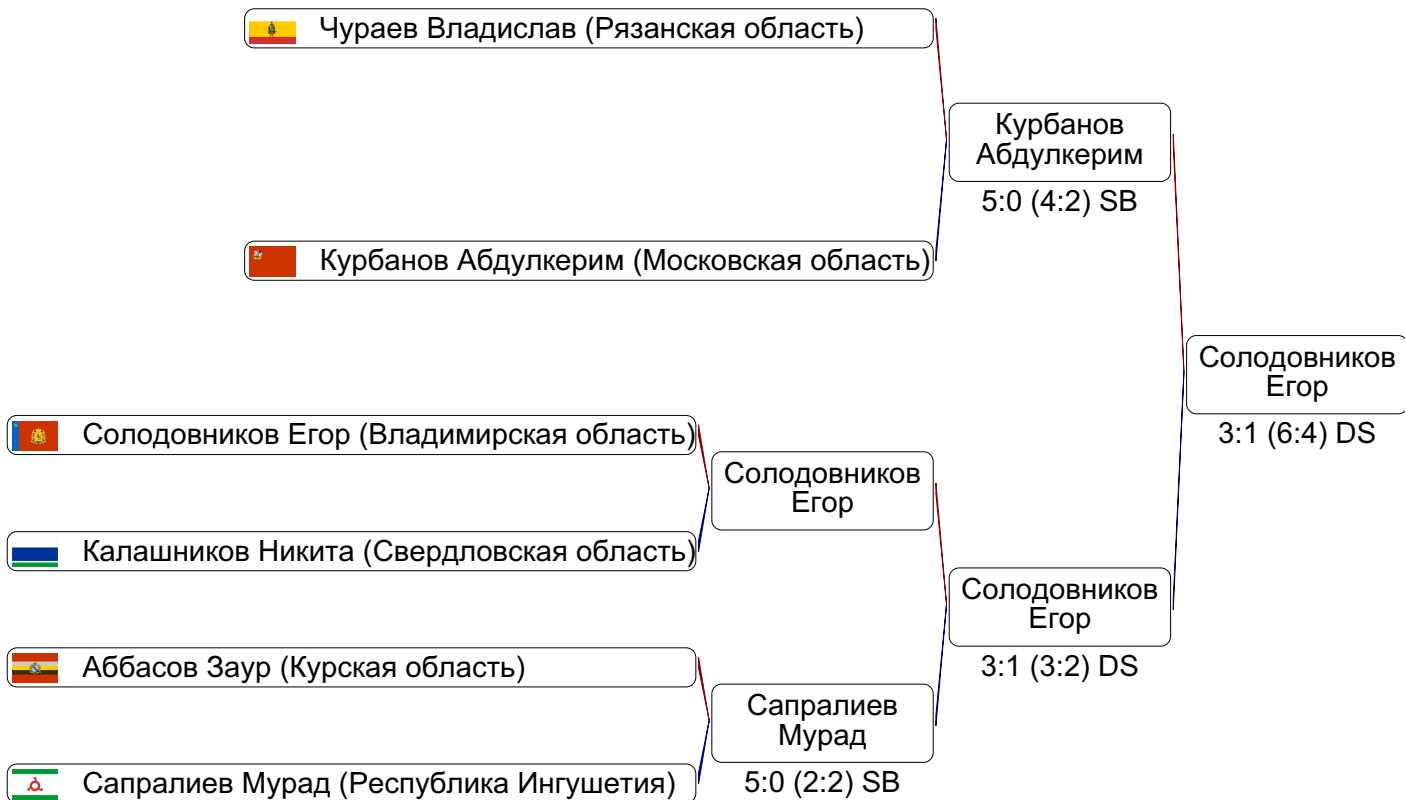 Чураев Владислав (Рязанская область)
Курбанов
Абдулкерим
5:0 (4:2) SB
Курбанов Абдулкерим (Московская область)
Солодовников
Егор
3:1 (6:4) DS
Солодовников Егор (Владимирская область)
Солодовников
Егор
Калашников Никита (Свердловская область)
Солодовников
Егор
3:1 (3:2) DS
Аббасов Заур (Курская область)
Сапралиев
Мурад
5:0 (2:2) SB
Сапралиев Мурад (Республика Ингушетия)